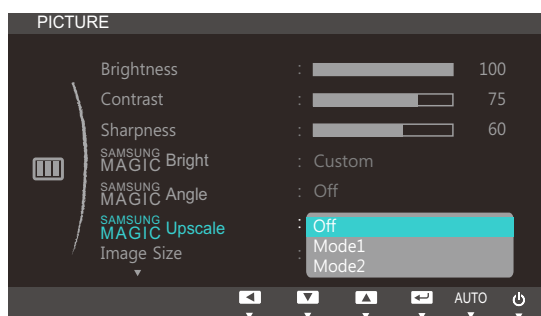 PICTURE
Brightness : 100
Contrast : 75
Sharpness : 60
SAMSUNG MAGIC Bright : Custom
SAMSUNG MAGIC Angle : Off
SAMSUNG MAGIC Upscale : Off
Mode1
Image Size :
Mode2
AUTO